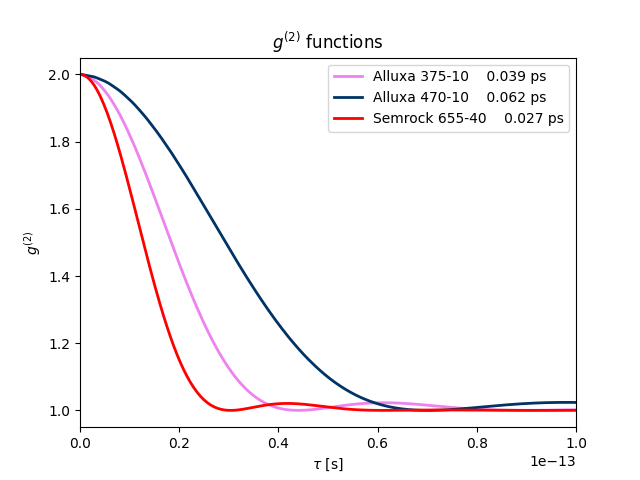 g(2) functions
Alluxa 375-10 0.039 ps
Alluxa 470-10 0.062 ps
Semrock 655-40 0.027 ps
2.0
1.8
1.6
1.4
1.2
1.0
g(2)
0.0 0.2 0.4 0.6 0.8 1.0
τ [s]
1e−13